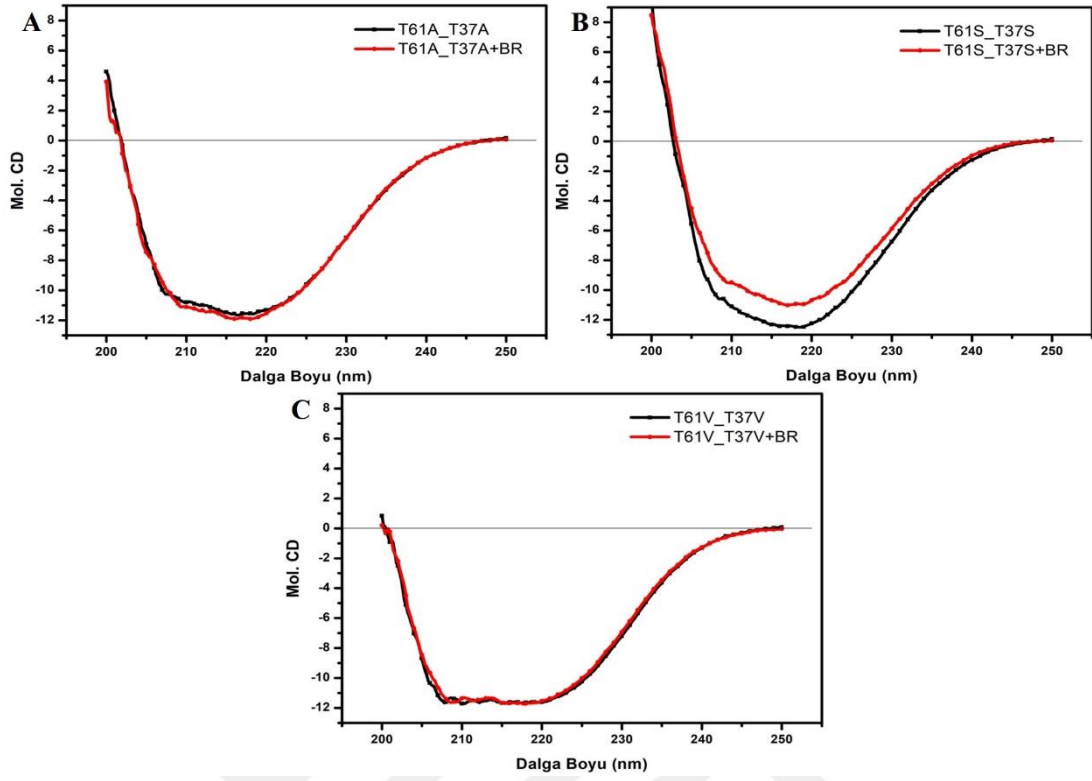 A
T61A_T37A
T61A_T37A+BR
Mol. CD
8
6
4
2
0
-2
-4
-6
-8
-10
-12
200 210 220 230 240 250
Dalga Boyu (nm)
B
T61S_T37S
T61S_T37S+BR
Mol. CD
8
6
4
2
0
-2
-4
-6
-8
-10
-12
200 210 220 230 240 250
Dalga Boyu (nm)
C
T61V_T37V
T61V_T37V+BR
Mol. CD
8
6
4
2
0
-2
-4
-6
-8
-10
-12
200 210 220 230 240 250
Dalga Boyu (nm)